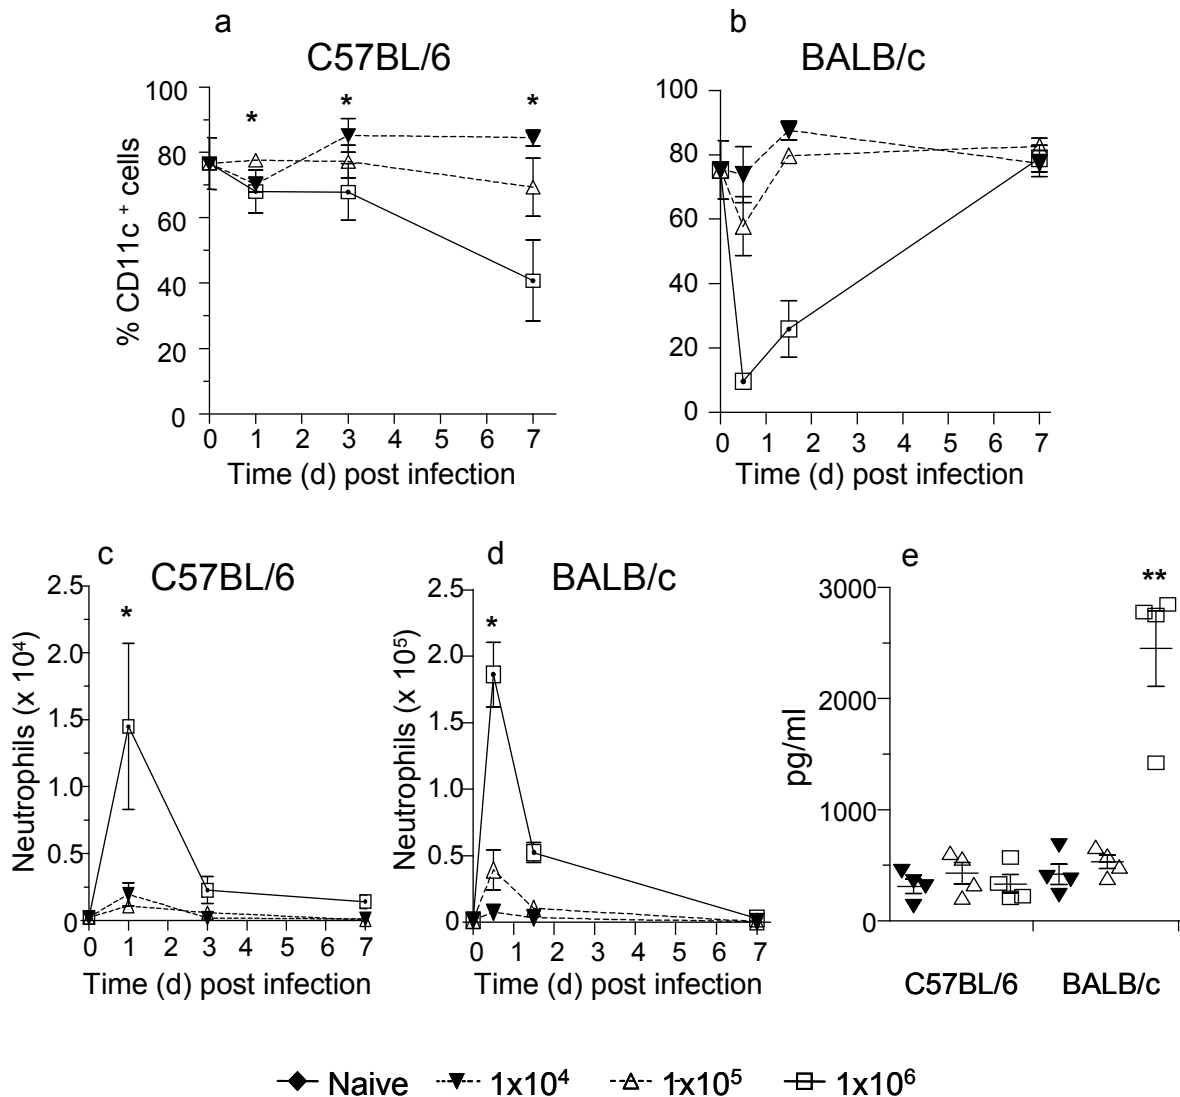 a
C57BL/6
b
BALB/c
% CD11c + cells
100
80
60
40
20
0
*
*
*
0 1 2 3 4 5 6 7
Time (d) post infection
100
80
60
40
20
0
0 1 2 3 4 5 6 7
Time (d) post infection
c
C57BL/6
Neutrophils (x 10⁴)
2.5
2.0
1.5
1.0
0.5
0
*
0 1 2 3 4 5 6 7
Time (d) post infection
d
BALB/c
Neutrophils (x 10⁵)
2.5
2.0
1.5
1.0
0.5
0
*
0 1 2 3 4 5 6 7
Time (d) post infection
e
pg/ml
3000
2000
1000
0
**
C57BL/6 BALB/c
Naive 1x10⁴ 1x10⁵ 1x10⁶